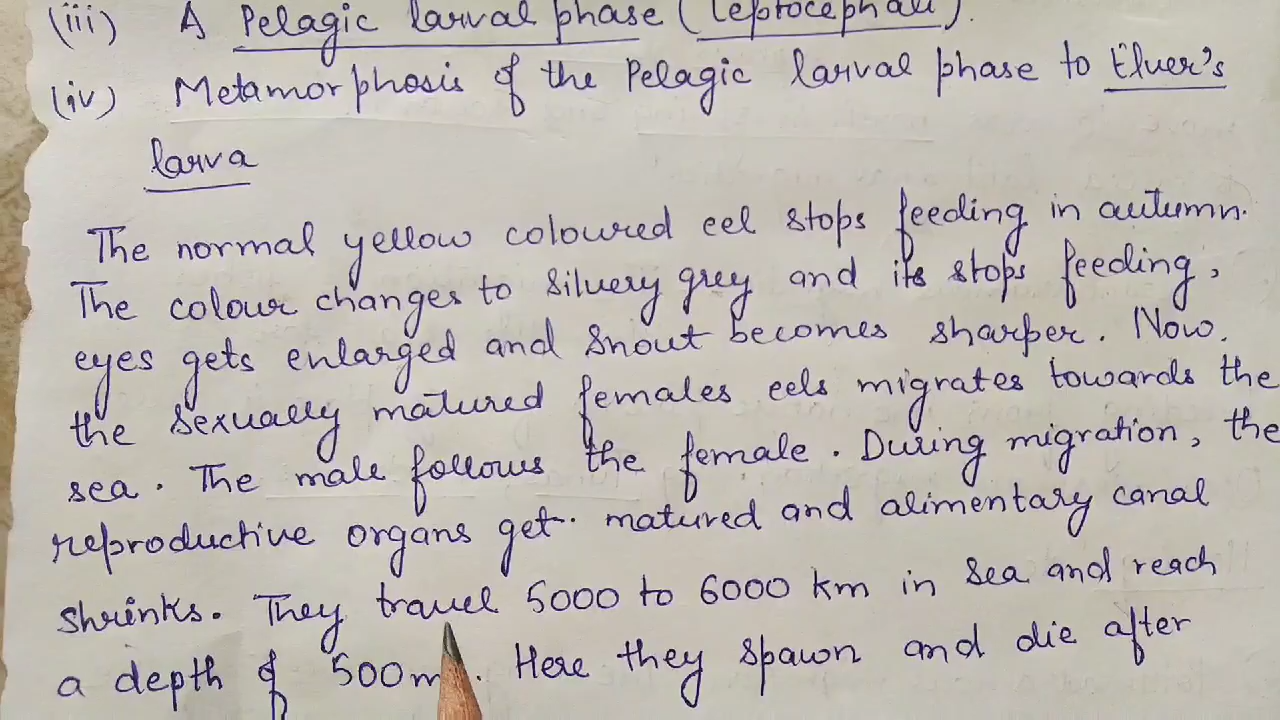 (iii) A Pelagic larval phase (Leptocephali).
(iv) Metamorphosis of the Pelagic larval phase to Elver's
larva
The normal yellow coloured eel stops feeding in autumn.
The colour changes to Silvery grey and its stops feeding,
eyes gets enlarged and Snout becomes sharper. Now.
the Sexually matured females eels migrates towards the
sea. The male follows the female. During migration, the
reproductive organs get. matured and alimentary canal
shrinks. They travel 5000 to 6000 km in Sea and reach
a depth of 500m. Here they spawn and die after